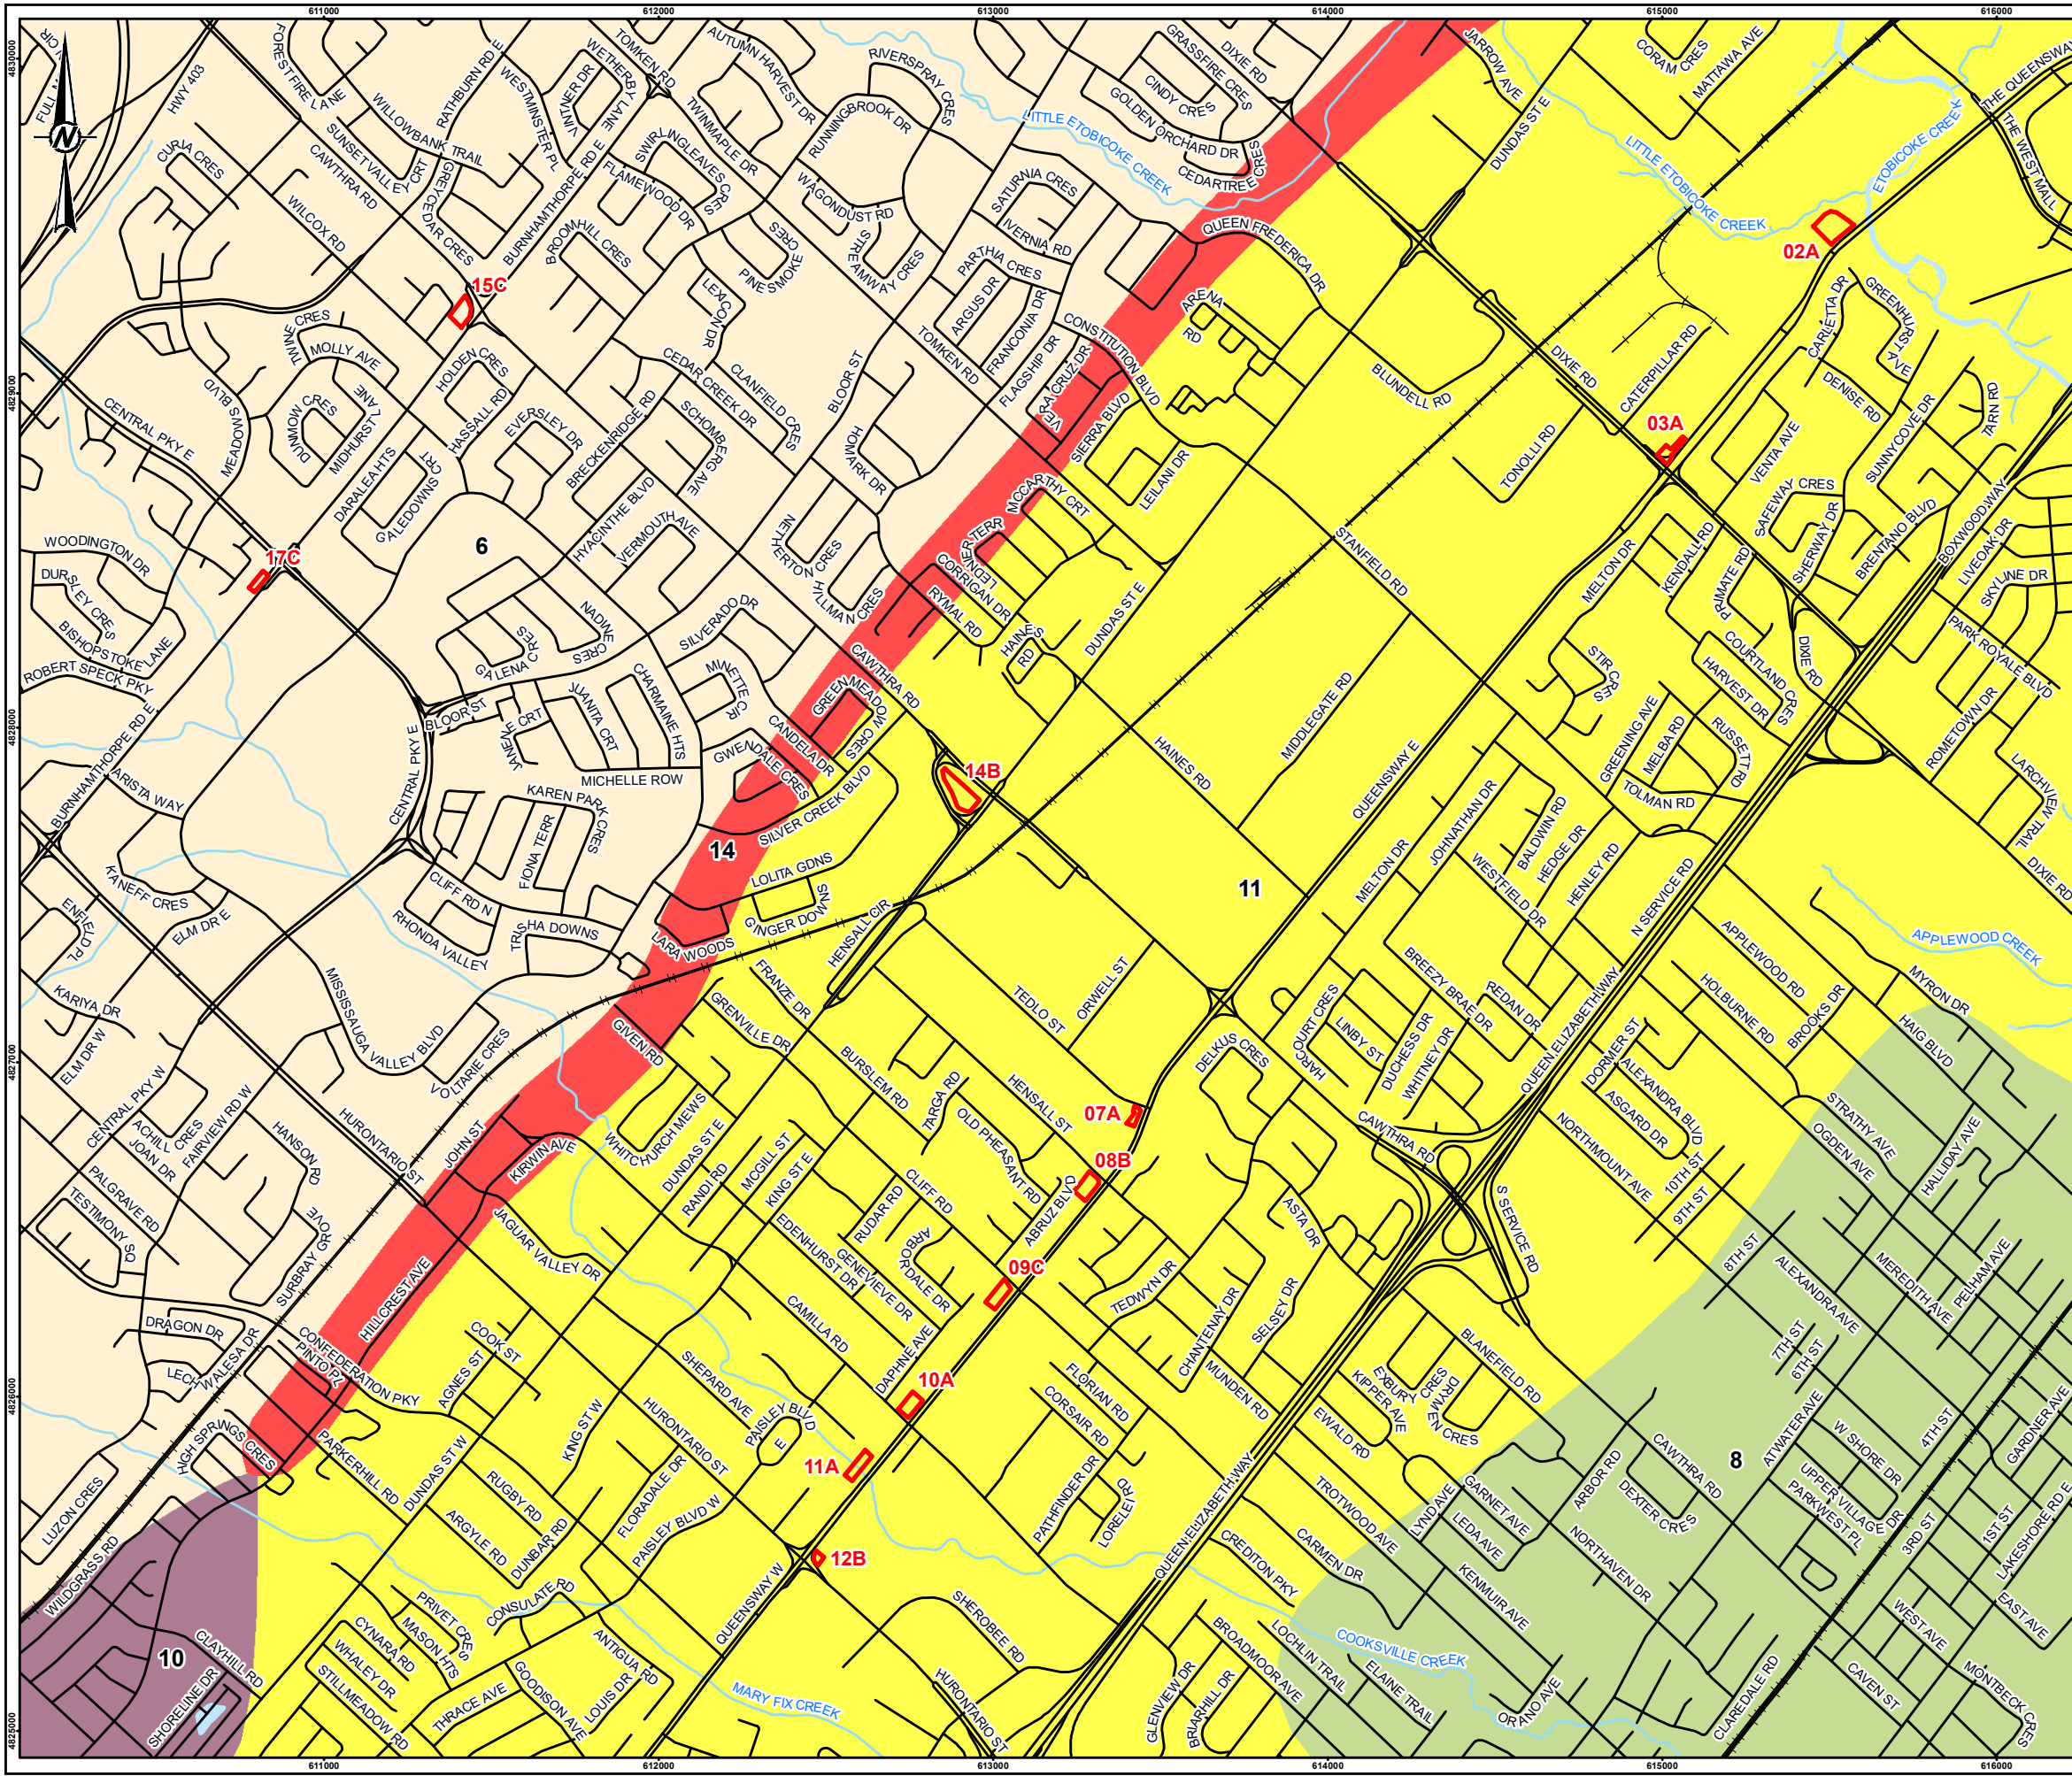 611000
612000
613000
614000
615000
616000
4830000
4829000
4828000
4827000
4826000
4825000
N
HWY 403
FOREST FIRE LANE
WILLOWBANK TRAIL
RATHBURN RD E
WESTMINSTER PL
VINTNER DR
WETHERBY LANE
TOMKEN RD
AUTUMN HARVEST DR
TWINMAPLE DR
RUNNINGBROOK DR
RIVERSPRAY CRES
LITTLE ETOBICOKE CREEK
GRASSFIRE CRES
DIXIE RD
CINDY CRES
GOLDEN ORCHARD DR
CEDARTREE CRES
JARROW AVE
DUNDAS ST E
CORAM CRES
MATTAWA AVE
THE QUEENSWAY
THE WEST MALL
ETOBICOKE CREEK
LITTLE ETOBICOKE CREEK
02A
CURIA CRES
SUNSET VALLEY CRT
CAWTHRA RD
WILCOX RD
GREYCEDAR CRES
BURNHAMTHORPE RD E
SWIRLINGLEAVES CRES
FLAMEWOOD DR
BROOMHILL CRES
WAGONDUST RD
STREAMWAY CRES
PINESMOKE CRES
SATURNIA CRES
IVERNIA RD
PARTHIA CRES
ARGUS DR
FRANCONIA DR
FLAGSHIP DR
TOMKEN RD
QUEEN FREDERICA DR
ARENA RD
CONSTITUTION BLVD
VERA CRUZ DR
SIERRA BLVD
BLUNDELL RD
DIXIE RD
CATERPILLAR RD
CARLETTA DR
GREENHURST AVE
DENISE RD
15C
TWINE CRES
MOLLY AVE
MEADOWS BLVD
DUNMOW CRES
MIDHURST LANE
HOLDEN CRES
HASSALL RD
LEXICON DR
CEDAR CREEK DR
CLANFIELD CRES
BLOOR ST
CENTRAL PKY E
DARALEA HTS
GALEDOWNS CRT
EVERSLEY DR
BRECKENRIDGE RD
SCHOMBERG AVE
HOLMARK DR
MCCARTHY CRT
LEILANI DR
TONOLLI RD
03A
VENTA AVE
SUNNYCOVE DR
TARN RD
17C
6
WOODINGTON DR
DURSLEY CRES
BISHOPSTOKE LANE
ROBERT SPECK PKY
HYACINTHE BLVD
VERMOUTH AVE
NETHERTON CRES
HILLMAN CRES
LEDNER TERR
CORRIGAN DR
RYMAL RD
HAINES RD
DUNDAS ST E
STANFIELD RD
MELTON DR
KENDALL RD
PRIMATE RD
SAFEWAY CRES
SHERWAY DR
BRENTANO BLVD
BOXWOOD WAY
LIVEOAK DR
SKYLINE DR
PARK ROYALE BLVD
NADINE CRES
GALENA CRES
SILVERADO DR
MINETTE CIR
CAWTHRA RD
GREEN MEADOW CRES
CANDELA DR
GWENDALE CRES
SILVER CREEK BLVD
BLOOR ST
JANENE CRT
JUANITA CRT
CHARMAINE HTS
MICHELLE ROW
14B
HAINES RD
MIDDLEGATE RD
QUEENSWAY E
STIR CRES
COURTLAND CRES
HARVEST DR
DIXIE RD
GREENING AVE
MELBA RD
RUSSETT RD
TOLMAN RD
ROMETOWN DR
LARCHVIEW TRAIL
DIXIE RD
BURNHAMTHORPE RD E
ARISTA WAY
CENTRAL PKY E
KAREN PARK CRES
FIONA TERR
14
LOLITA GDNS
GINGER DOWNS
HENSALL CIR
11
MELTON DR
JOHNATHAN DR
BALDWIN RD
HEDGE DR
WESTFIELD DR
HENLEY RD
N SERVICE RD
KANEFF CRES
ELM DR E
ENFIELD PL
CLIFF RD N
RHONDA VALLEY
TRISHA DOWNS
LARA WOODS
FRANZE DR
GRENVILLE DR
GIVEN RD
TEDLO ST
ORWELL ST
BREEZY BRAE DR
REDAN DR
HARCOURT CRES
LINBY ST
DUCHESS DR
WHITNEY DR
QUEEN ELIZABETH WAY
APPLEWOOD RD
HOLBURNE RD
BROOKS DR
APPLEWOOD CREEK
MYRON DR
HAIG BLVD
KARIYA DR
ELM DR W
MISSISSAUGA VALLEY BLVD
VOLTARIE CRES
BURSLEM RD
TARGA RD
HENSALL ST
OLD PHEASANT RD
DELKUS CRES
DORMER ST
ALEXANDRA BLVD
ASGARD DR
NORTHMOUNT AVE
10TH ST
9TH ST
8TH ST
STRATHY AVE
OGDEN AVE
HALLIDAY AVE
07A
CENTRAL PKY W
ACHILL CRES
JOAN DR
FAIRVIEW RD W
HANSON RD
HURONTARIO ST
JOHN ST
KIRWIN AVE
WHITCHURCH MEWS
DUNDAS ST E
RANDI RD
MCGILL ST
KING ST E
CLIFF RD
RUDAR RD
ARBORDALE DR
08B
ABRUZ BLVD
CAWTHRA RD
ASTA DR
S SERVICE RD
PALGRAVE RD
TESTIMONY SQ
SURBRAY GROVE
JAGUAR VALLEY DR
EDENHURST DR
GENEVIEVE DR
CAMILLA RD
09C
TEDWYN DR
CHANTENAY DR
SELSEY DR
ALEXANDRA AVE
MEREDITH AVE
PELHAM AVE
7TH ST
6TH ST
DRAGON DR
LECH WALESA DR
CONFEDERATION PKY
PINTO PL
HILLCREST AVE
COOK ST
AGNES ST
SHEPARD AVE
DAPHNE AVE
10A
FLORIAN RD
CORSAIR RD
MUNDEN RD
EXBURY CRES
KIPPER AVE
DRYMEN CRES
BLANEFIELD RD
EWALD RD
HIGH SPRINGS CRES
PARKERHILL RD
DUNDAS ST W
KING ST W
HURONTARIO ST
PAISLEY BLVD E
11A
LUZON CRES
WILDGRASS RD
RUGBY RD
ARGYLE RD
DUNBAR RD
FLORADALE DR
PAISLEY BLVD W
12B
PATHFINDER DR
LORELEI RD
QUEEN ELIZABETH WAY
TROTWOOD AVE
LYND AVE
GARNET AVE
LEDA AVE
ARBOR RD
CAWTHRA RD
DEXTER CRES
8
ATWATER AVE
W SHORE DR
UPPER VILLAGE DR
PARKWEST PL
4TH ST
3RD ST
1ST ST
GARDNER AVE
LAKESHORE RD E
CREDITON PKY
CARMEN DR
KENMUIR AVE
NORTHAVEN DR
10
CLAYHILL RD
SHORELINE DR
PRIVET CRES
MASON HTS
CYNARA RD
WHALEY DR
STILLMEADOW RD
CONSULATE RD
ANTIGUA RD
LOUIS DR
GOODISON AVE
THRACE AVE
QUEENSWAY W
MARY FIX CREEK
SHEROBEE RD
HURONTARIO ST
GLENVIEW DR
BRIARHILL DR
BROADMOOR AVE
LOCHLIN TRAIL
ELAINE TRAIL
COOKSVILLE CREEK
ORANO AVE
CLAREDALE RD
WEST AVE
EAST AVE
CAVEN ST
MONTBECK CRES
611000
612000
613000
614000
615000
616000